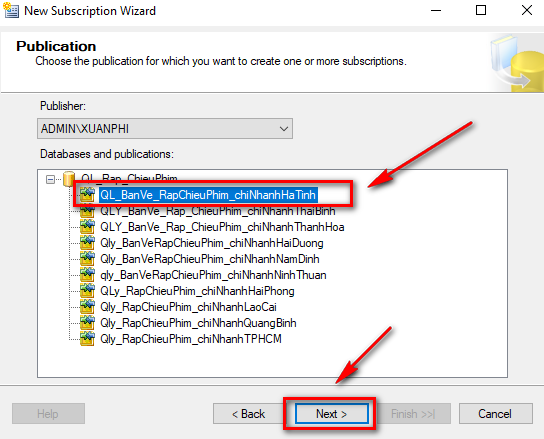 New Subscription Wizard
Publication
Choose the publication for which you want to create one or more subscriptions.
Publisher:
ADMIN\XUANPHI
Databases and publications:
QL_Rap_ChieuPhim
QL_BanVe_RapChieuPhim_chiNhanhHaTinh
QLY_BanVe_Rap_ChieuPhim_chiNhanhThaiBinh
QLY_BanVe_RapChieuPhim_chiNhanhThanhHoa
Qly_BanVeRapChieuPhim_chiNhanhHaiDuong
Qly_BanVeRapChieuPhim_chiNhanhNamDinh
qly_BanVeRapChieuPhim_chiNhanhNinhThuan
QLy_RapChieuPhim_chiNhanhHaiPhong
Qly_RapChieuPhim_chiNhanhLaoCai
Qly_RapChieuPhim_chiNhanhQuangBinh
Qly_RapChieuPhim_chiNhanhTPHCM
Help
< Back
Next >
Finish >>|
Cancel